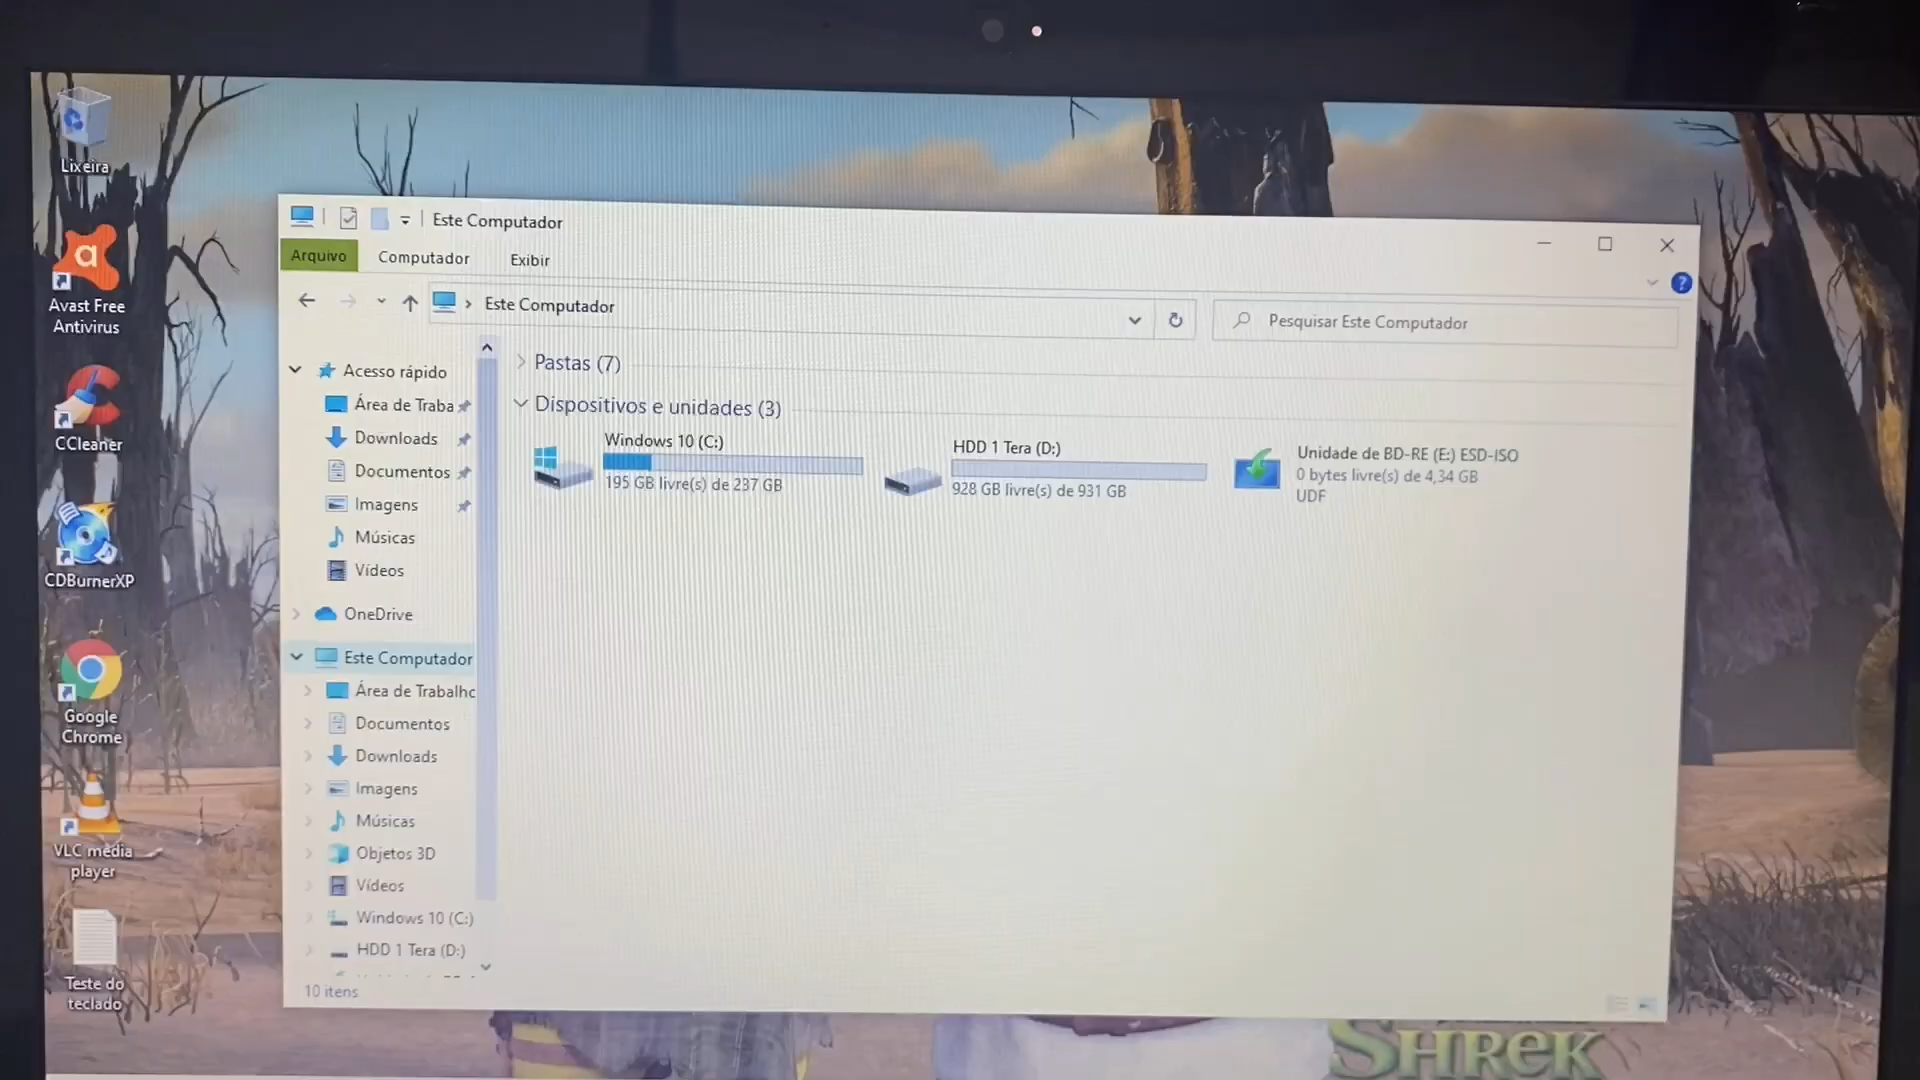 Lixeira
Avast Free
Antivirus
CCleaner
CDBurnerXP
Google
Chrome
VLC media
player
Teste do
teclado
Este Computador
Arquivo
Computador
Exibir
Este Computador
Pesquisar Este Computador
Acesso rápido
Área de Traba
Downloads
Documentos
Imagens
Músicas
Vídeos
OneDrive
Este Computador
Área de Trabalho
Documentos
Downloads
Imagens
Músicas
Objetos 3D
Vídeos
Windows 10 (C:)
HDD 1 Tera (D:)
10 itens
Pastas (7)
Dispositivos e unidades (3)
Windows 10 (C:)
195 GB livre(s) de 237 GB
HDD 1 Tera (D:)
928 GB livre(s) de 931 GB
Unidade de BD-RE (E:) ESD-ISO
0 bytes livre(s) de 4,34 GB
UDF
SHREK